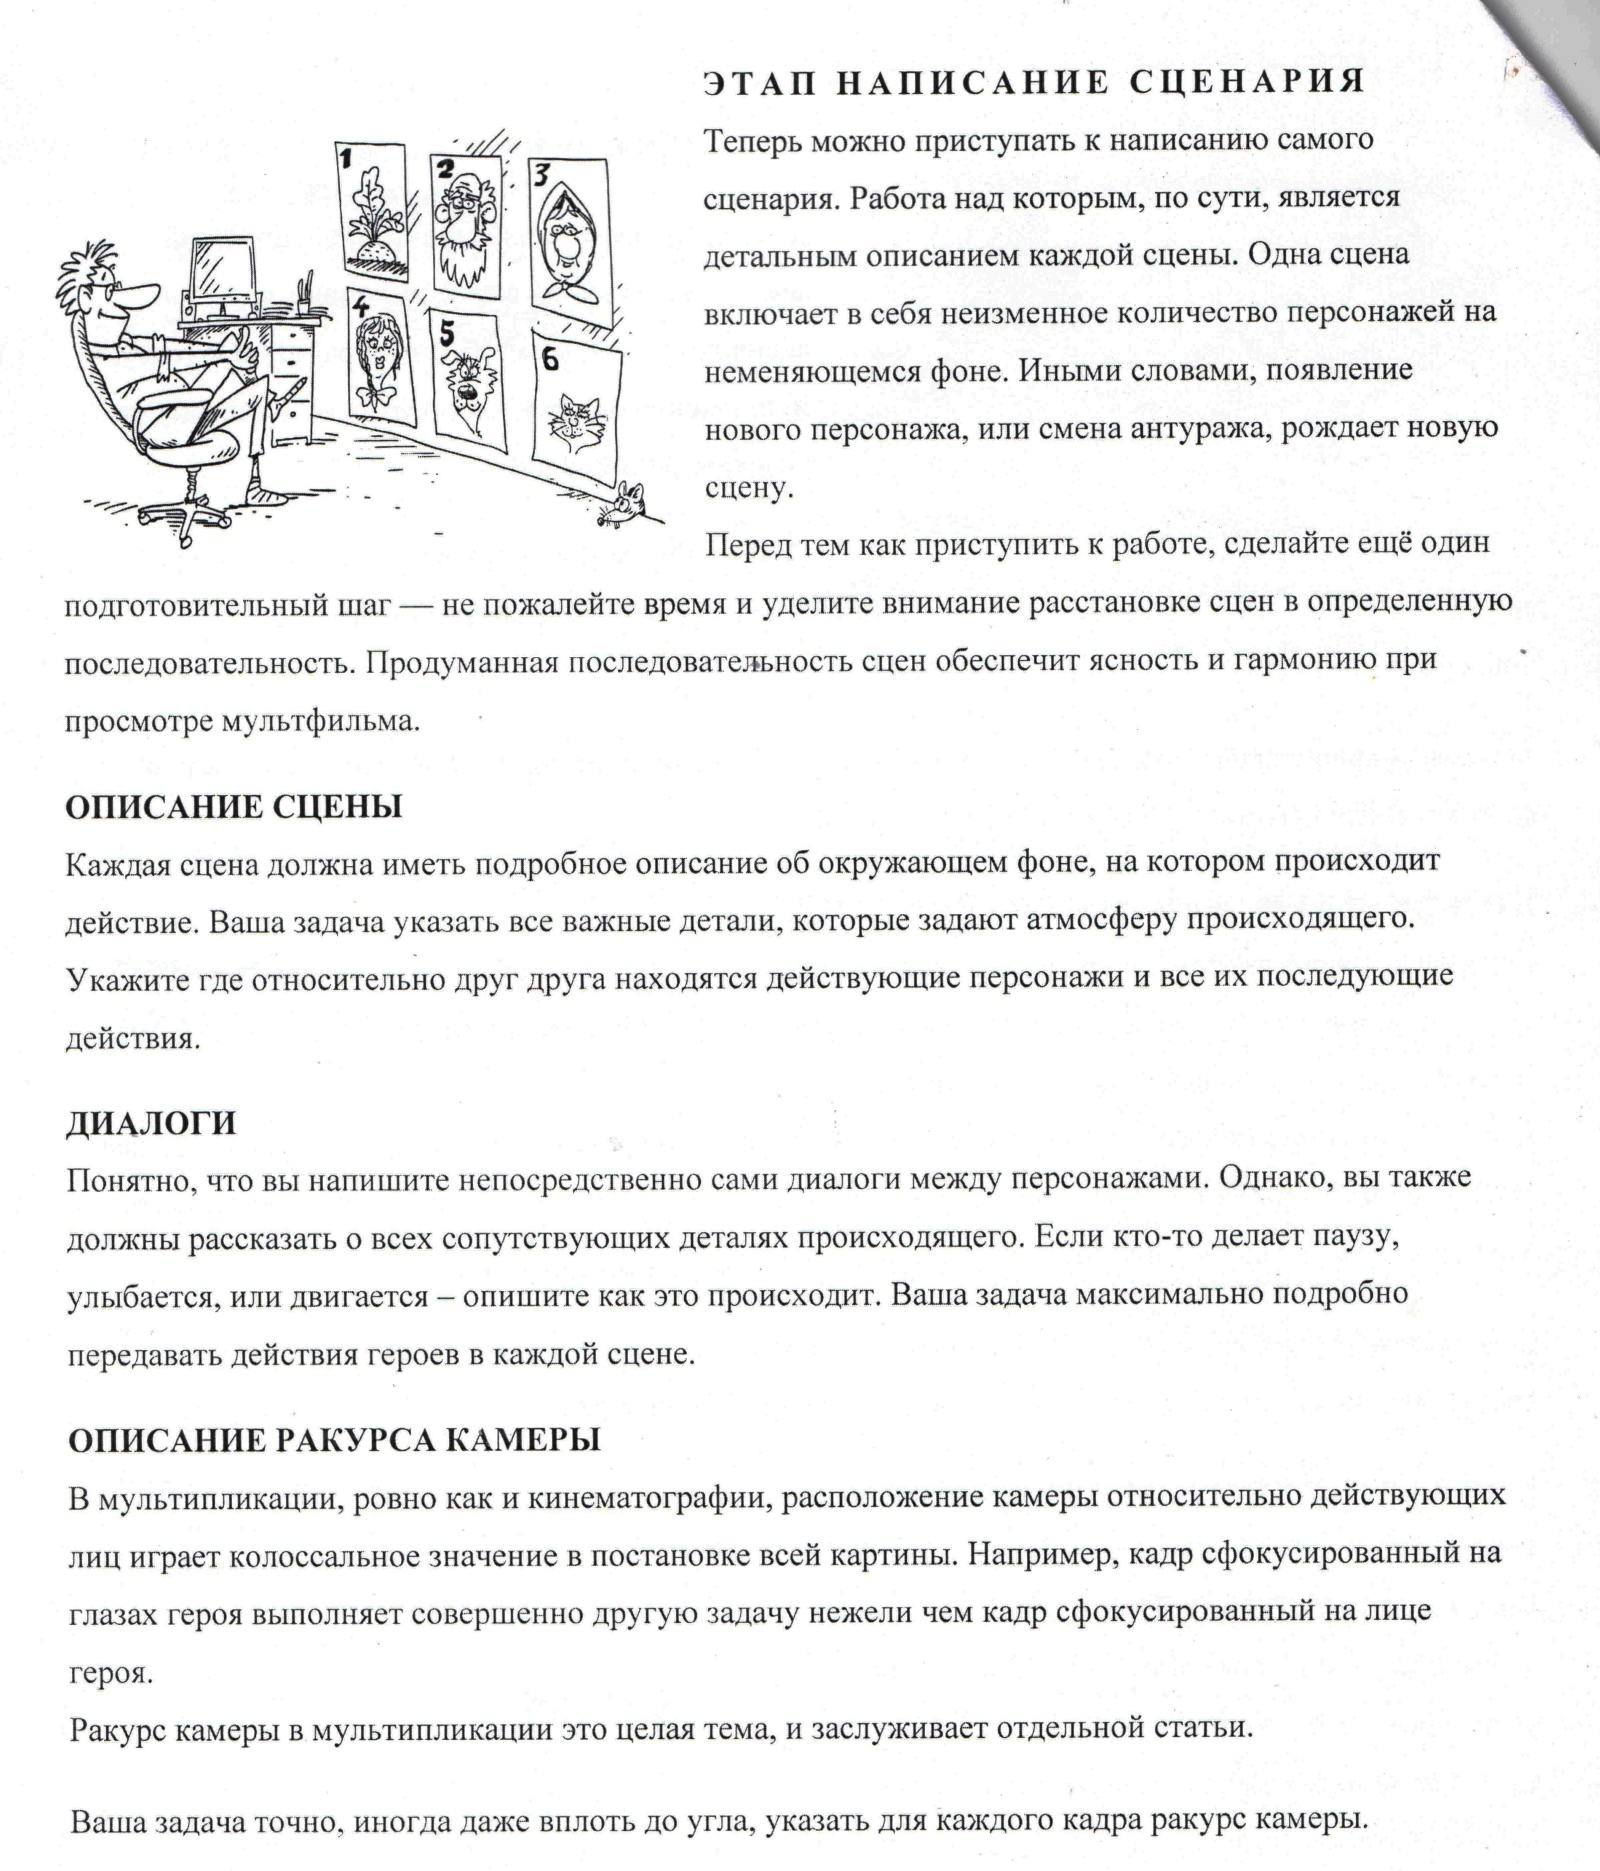 ЭТАП НАПИСАНИЕ СЦЕНАРИЯ
Теперь можно приступать к написанию самого
сценария. Работа над которым, по сути, является
детальным описанием каждой сцены. Одна сцена
включает в себя неизменное количество персонажей на
неменяющемся фоне. Иными словами, появление
нового персонажа, или смена антуража, рождает новую
сцену.
1
2
3
4
5
6
Перед тем как приступить к работе, сделайте ещё один
подготовительный шаг — не пожалейте время и уделите внимание расстановке сцен в определенную
последовательность. Продуманная последовательность сцен обеспечит ясность и гармонию при
просмотре мультфильма.
ОПИСАНИЕ СЦЕНЫ
Каждая сцена должна иметь подробное описание об окружающем фоне, на котором происходит
действие. Ваша задача указать все важные детали, которые задают атмосферу происходящего.
Укажите где относительно друг друга находятся действующие персонажи и все их последующие
действия.
ДИАЛОГИ
Понятно, что вы напишите непосредственно сами диалоги между персонажами. Однако, вы также
должны рассказать о всех сопутствующих деталях происходящего. Если кто-то делает паузу,
улыбается, или двигается – опишите как это происходит. Ваша задача максимально подробно
передавать действия героев в каждой сцене.
ОПИСАНИЕ РАКУРСА КАМЕРЫ
В мультипликации, ровно как и кинематографии, расположение камеры относительно действующих
лиц играет колоссальное значение в постановке всей картины. Например, кадр сфокусированный на
глазах героя выполняет совершенно другую задачу нежели чем кадр сфокусированный на лице
героя.
Ракурс камеры в мультипликации это целая тема, и заслуживает отдельной статьи.
Ваша задача точно, иногда даже вплоть до угла, указать для каждого кадра ракурс камеры.